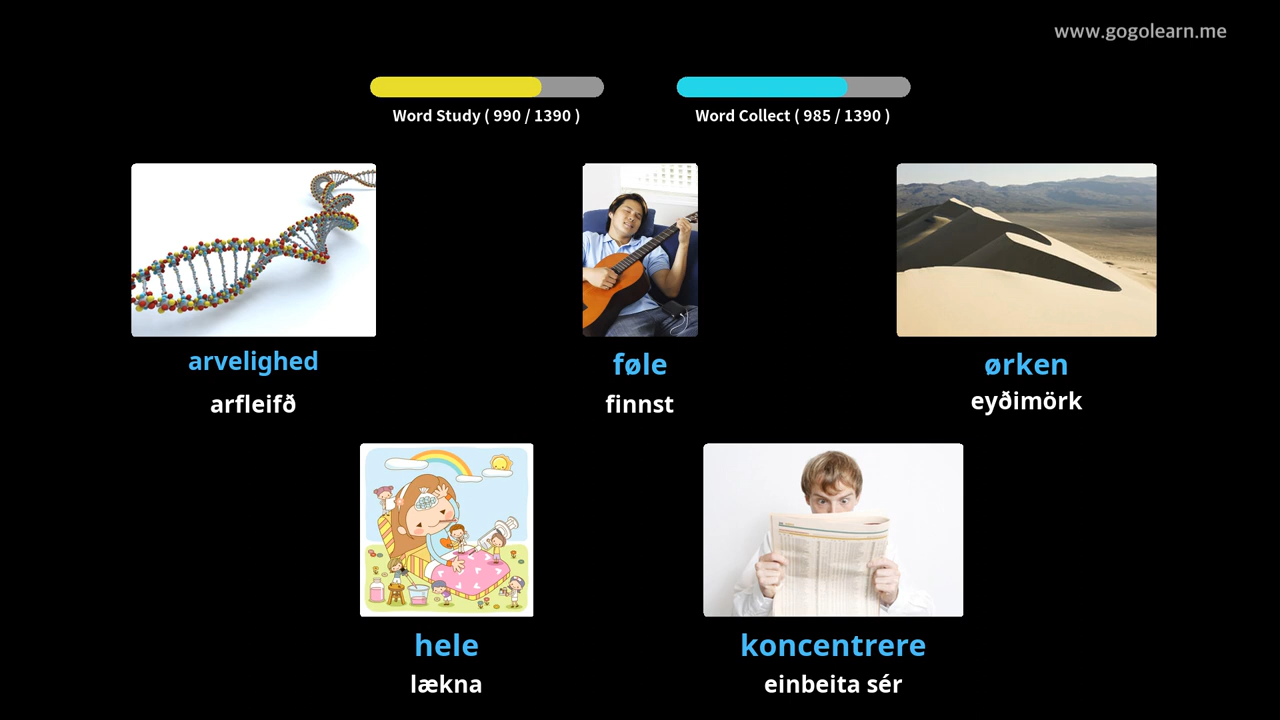 www.gogolearn.me
Word Study ( 990 / 1390 )
Word Collect ( 985 / 1390 )
arvelighed
arfleifð
føle
finnst
ørken
eyðimörk
hele
lækna
koncentrere
einbeita sér